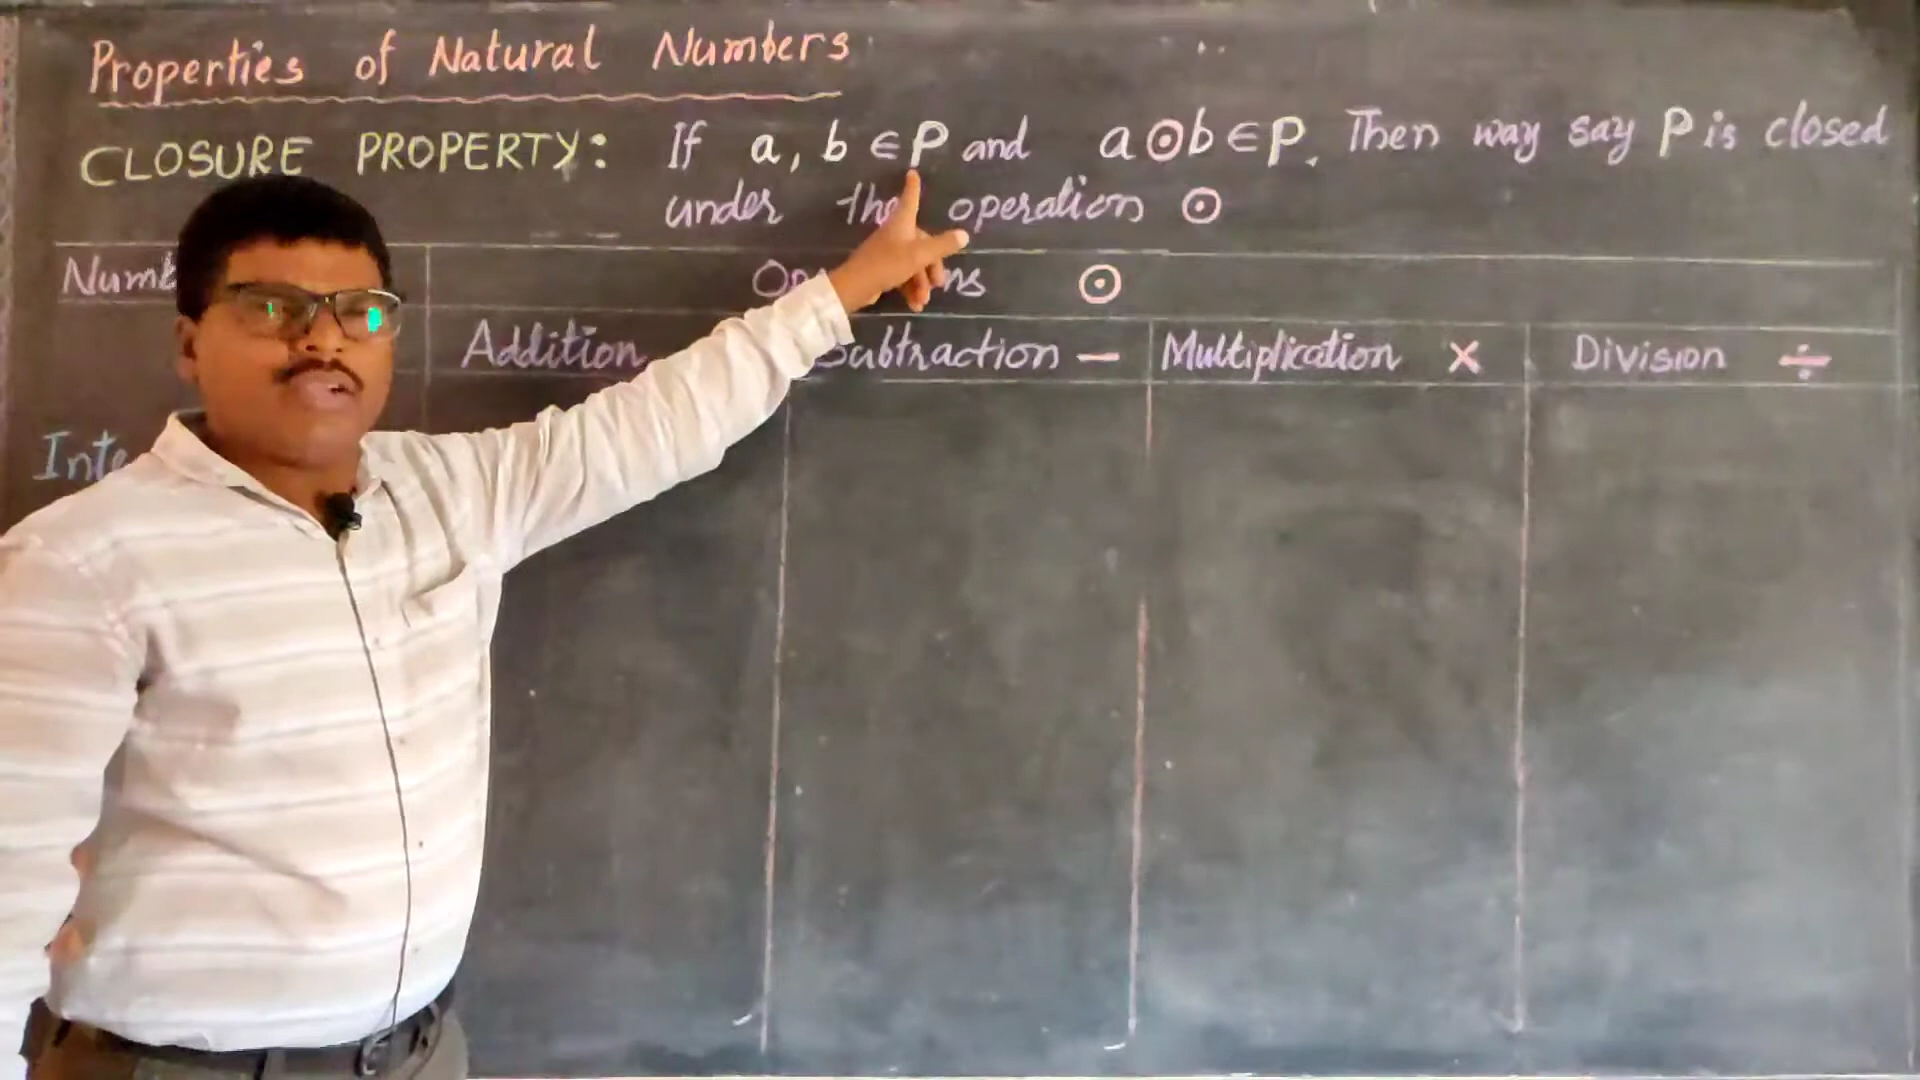 Properties of Natural Numbers
CLOSURE PROPERTY: If a, b ∈ P and a ⊙ b ∈ P. Then way say P is closed
under the operation ⊙
⊙
Addition Subtraction − Multiplication × Division ÷